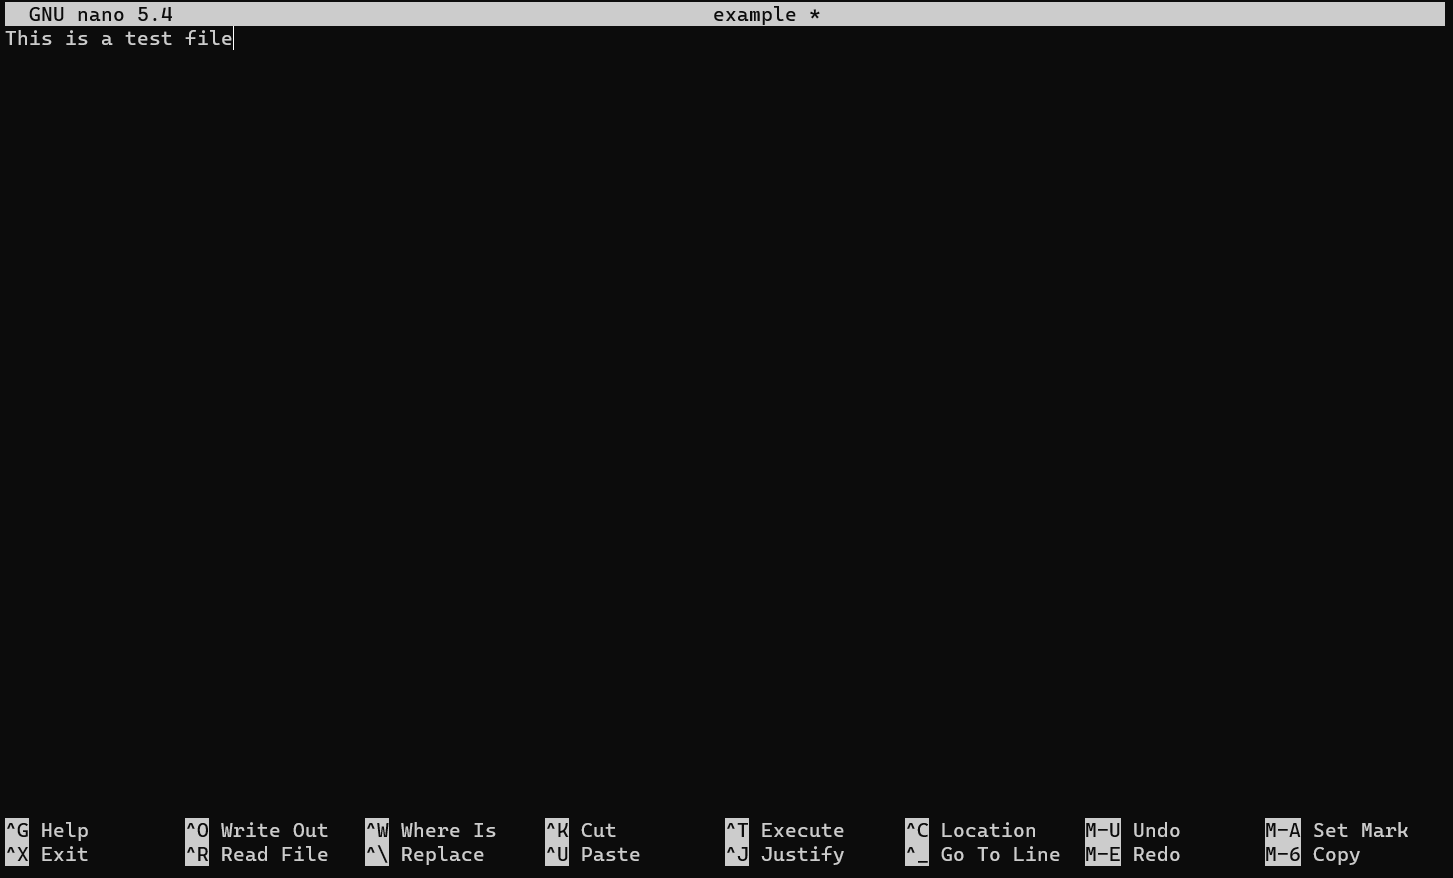 GNU nano 5.4 example *
This is a test file
^G Help ^O Write Out ^W Where Is ^K Cut ^T Execute ^C Location M-U Undo M-A Set Mark
^X Exit ^R Read File ^\ Replace ^U Paste ^J Justify ^_ Go To Line M-E Redo M-6 Copy